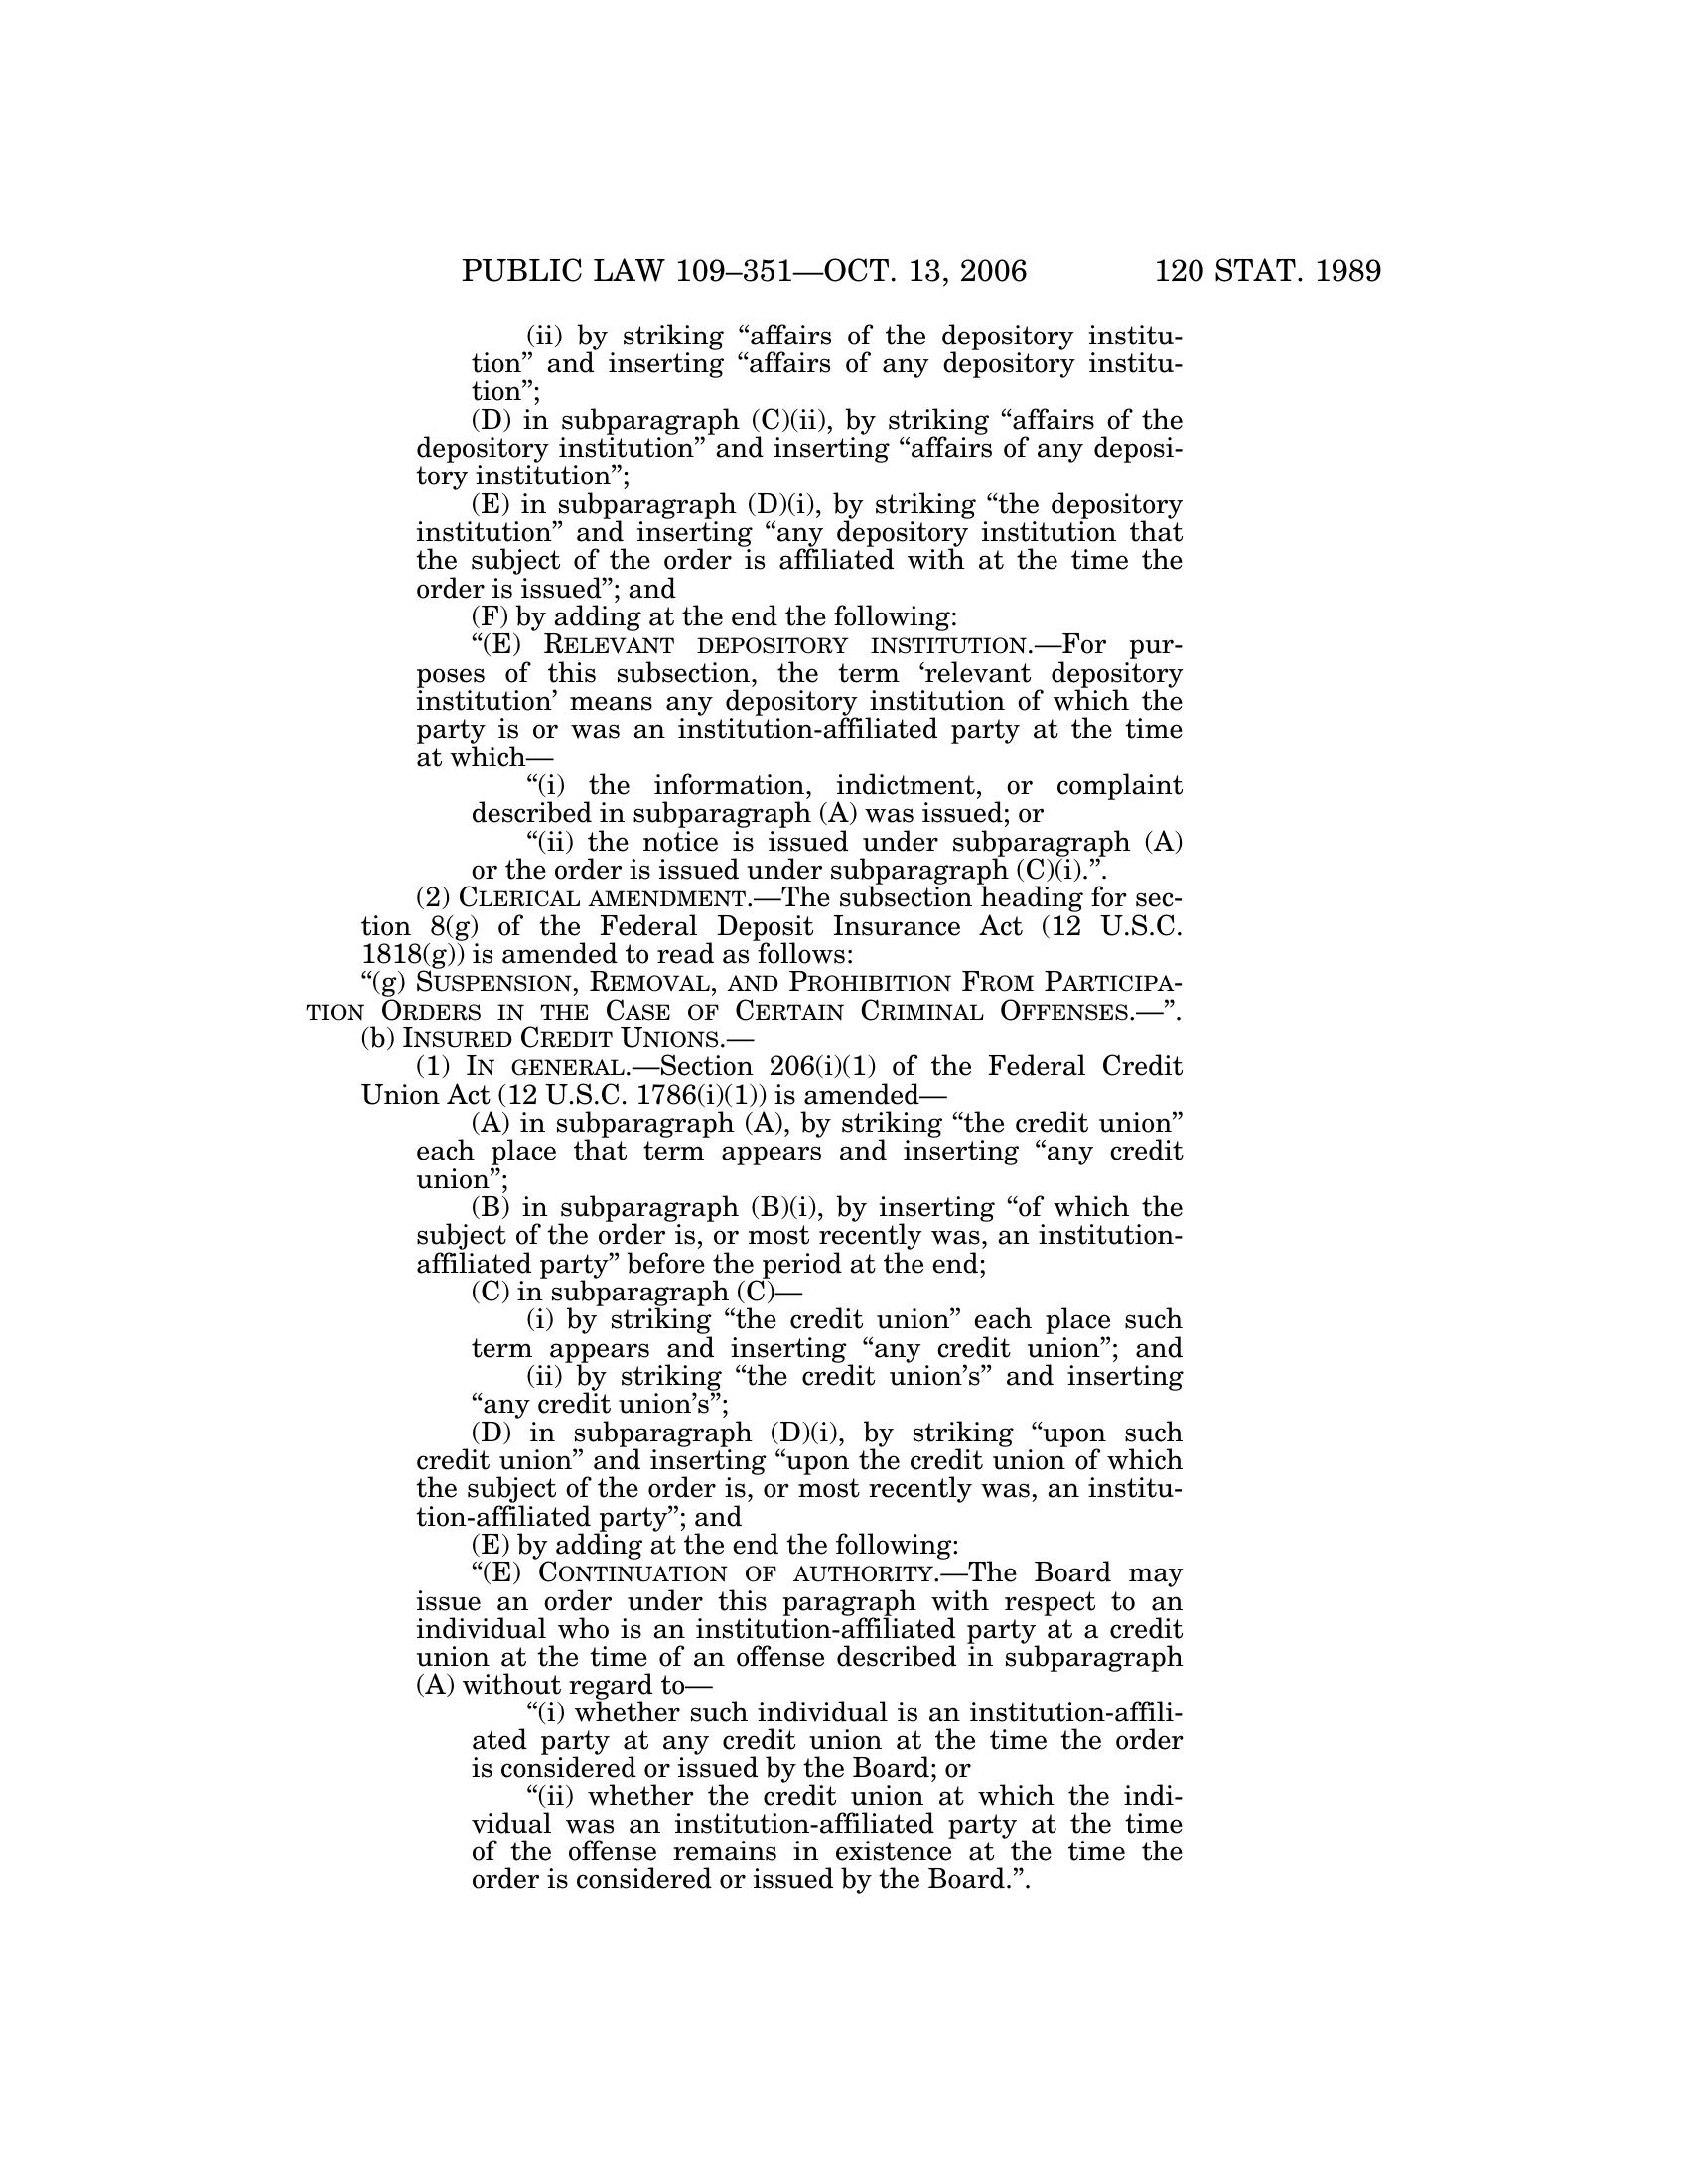 PUBLIC LAW 109–351—OCT. 13, 2006 120 STAT. 1989
(ii) by striking “affairs of the depository institu-
tion” and inserting “affairs of any depository institu-
tion”;
(D) in subparagraph (C)(ii), by striking “affairs of the
depository institution” and inserting “affairs of any deposi-
tory institution”;
(E) in subparagraph (D)(i), by striking “the depository
institution” and inserting “any depository institution that
the subject of the order is affiliated with at the time the
order is issued”; and
(F) by adding at the end the following:
“(E) RELEVANT DEPOSITORY INSTITUTION.—For pur-
poses of this subsection, the term ‘relevant depository
institution’ means any depository institution of which the
party is or was an institution-affiliated party at the time
at which—
“(i) the information, indictment, or complaint
described in subparagraph (A) was issued; or
“(ii) the notice is issued under subparagraph (A)
or the order is issued under subparagraph (C)(i).”.
(2) CLERICAL AMENDMENT.—The subsection heading for sec-
tion 8(g) of the Federal Deposit Insurance Act (12 U.S.C.
1818(g)) is amended to read as follows:
“(g) SUSPENSION, REMOVAL, AND PROHIBITION FROM PARTICIPA-
TION ORDERS IN THE CASE OF CERTAIN CRIMINAL OFFENSES.—”.
(b) INSURED CREDIT UNIONS.—
(1) IN GENERAL.—Section 206(i)(1) of the Federal Credit
Union Act (12 U.S.C. 1786(i)(1)) is amended—
(A) in subparagraph (A), by striking “the credit union”
each place that term appears and inserting “any credit
union”;
(B) in subparagraph (B)(i), by inserting “of which the
subject of the order is, or most recently was, an institution-
affiliated party” before the period at the end;
(C) in subparagraph (C)—
(i) by striking “the credit union” each place such
term appears and inserting “any credit union”; and
(ii) by striking “the credit union’s” and inserting
“any credit union’s”;
(D) in subparagraph (D)(i), by striking “upon such
credit union” and inserting “upon the credit union of which
the subject of the order is, or most recently was, an institu-
tion-affiliated party”; and
(E) by adding at the end the following:
“(E) CONTINUATION OF AUTHORITY.—The Board may
issue an order under this paragraph with respect to an
individual who is an institution-affiliated party at a credit
union at the time of an offense described in subparagraph
(A) without regard to—
“(i) whether such individual is an institution-affili-
ated party at any credit union at the time the order
is considered or issued by the Board; or
“(ii) whether the credit union at which the indi-
vidual was an institution-affiliated party at the time
of the offense remains in existence at the time the
order is considered or issued by the Board.”.